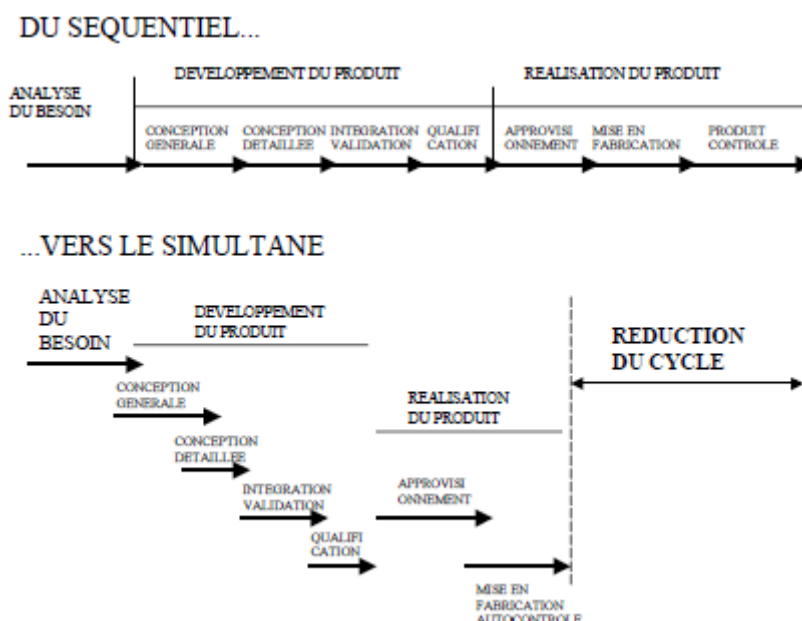 DU SEQUENTIEL...
DEVELOPPEMENT DU PRODUIT
REALISATION DU PRODUIT
ANALYSE
DU BESOIN
CONCEPTION
GENERALE
CONCEPTION
DETAILLEE
INTEGRATION
VALIDATION
QUALIFI
CATION
APPROVISI
ONNEMENT
MISE EN
FABRICATION
PRODUIT
CONTROLE
...VERS LE SIMULTANE
ANALYSE
DU
BESOIN
DEVELOPPEMENT
DU PRODUIT
REDUCTION
DU CYCLE
CONCEPTION
GENERALE
REALISATION
DU PRODUIT
CONCEPTION
DETAILLEE
INTEGRATION
VALIDATION
APPROVISI
ONNEMENT
QUALIFI
CATION
MISE EN
FABRICATION
AUTOCONTROLE